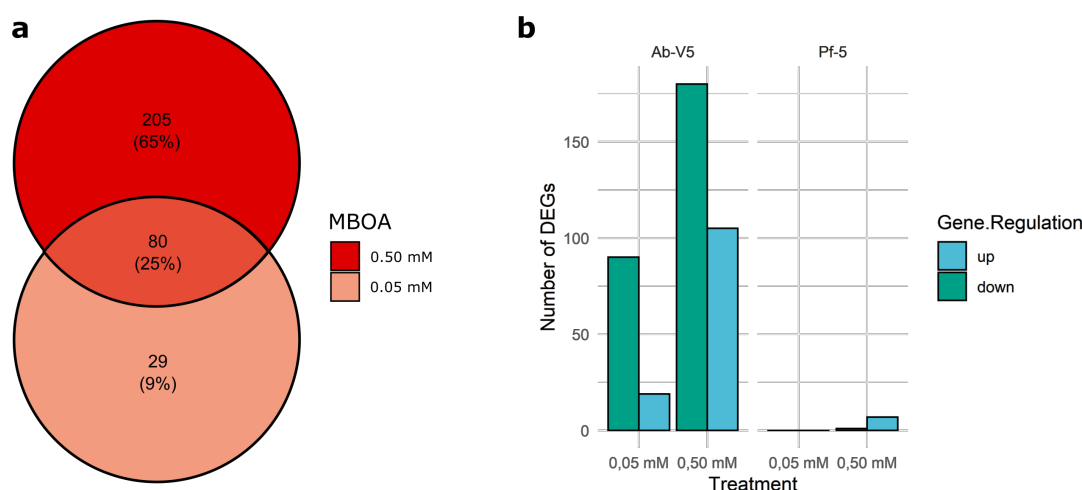 a
205
(65%)
80
(25%)
29
(9%)
MBOA
0.50 mM
0.05 mM
b
Ab-V5
Pf-5
Number of DEGs
150
100
50
0
0,05 mM
0,50 mM
0,05 mM
0,50 mM
Treatment
Gene.Regulation
up
down